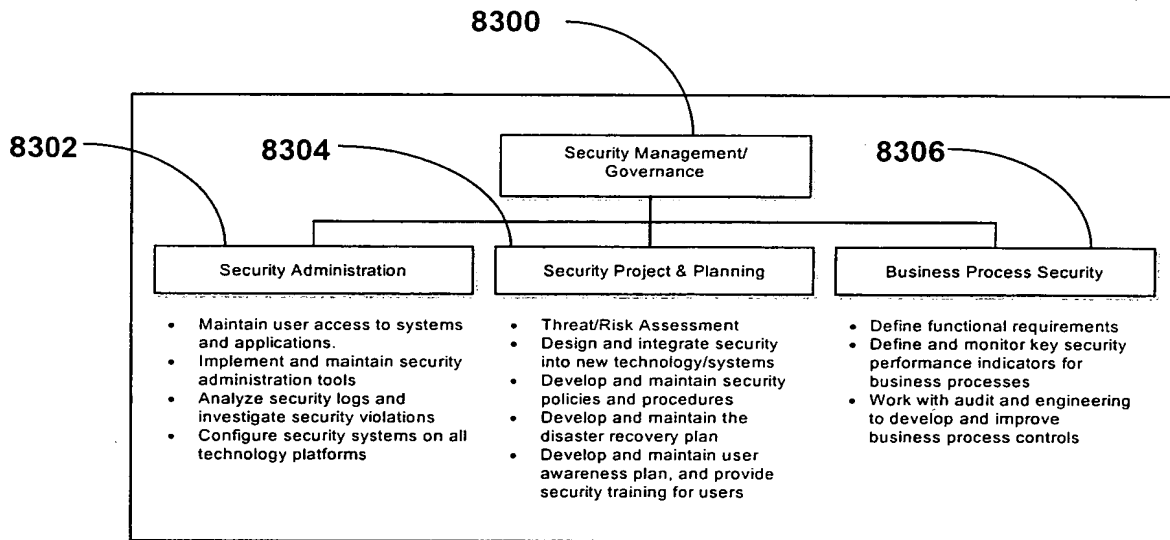 8300
8302
8304
8306
Security Management/
Governance
Security Administration
Security Project & Planning
Business Process Security
• Maintain user access to systems
and applications.
• Implement and maintain security
administration tools
• Analyze security logs and
investigate security violations
• Configure security systems on all
technology platforms
• Threat/Risk Assessment
• Design and integrate security
into new technology/systems
• Develop and maintain security
policies and procedures
• Develop and maintain the
disaster recovery plan
• Develop and maintain user
awareness plan, and provide
security training for users
• Define functional requirements
• Define and monitor key security
performance indicators for
business processes
• Work with audit and engineering
to develop and improve
business process controls